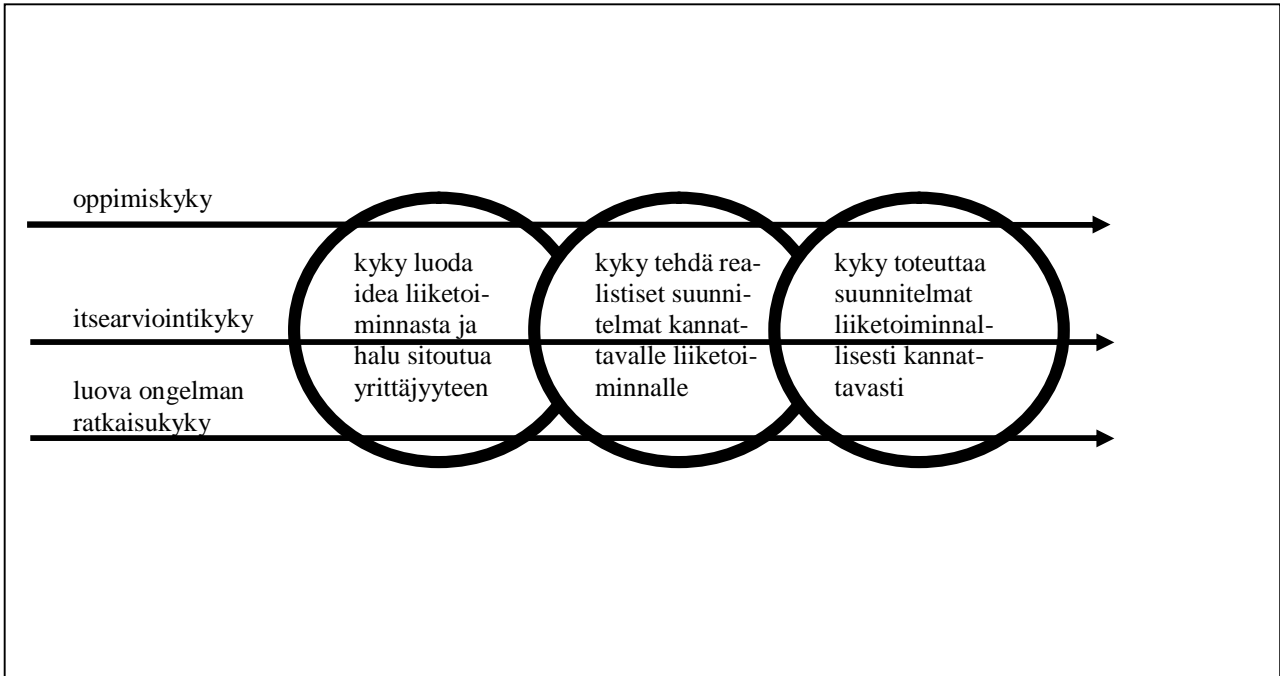 oppimiskyky
itsearviointikyky
luova ongelman
ratkaisukyky
kyky luoda
idea liiketoi-
minnasta ja
halu sitoutua
yrittäjyyteen
kyky tehdä rea-
listiset suunni-
telmat kannat-
tavalle liiketoi-
minnalle
kyky toteuttaa
suunnitelmat
liiketoiminnal-
lisesti kannat-
tavasti